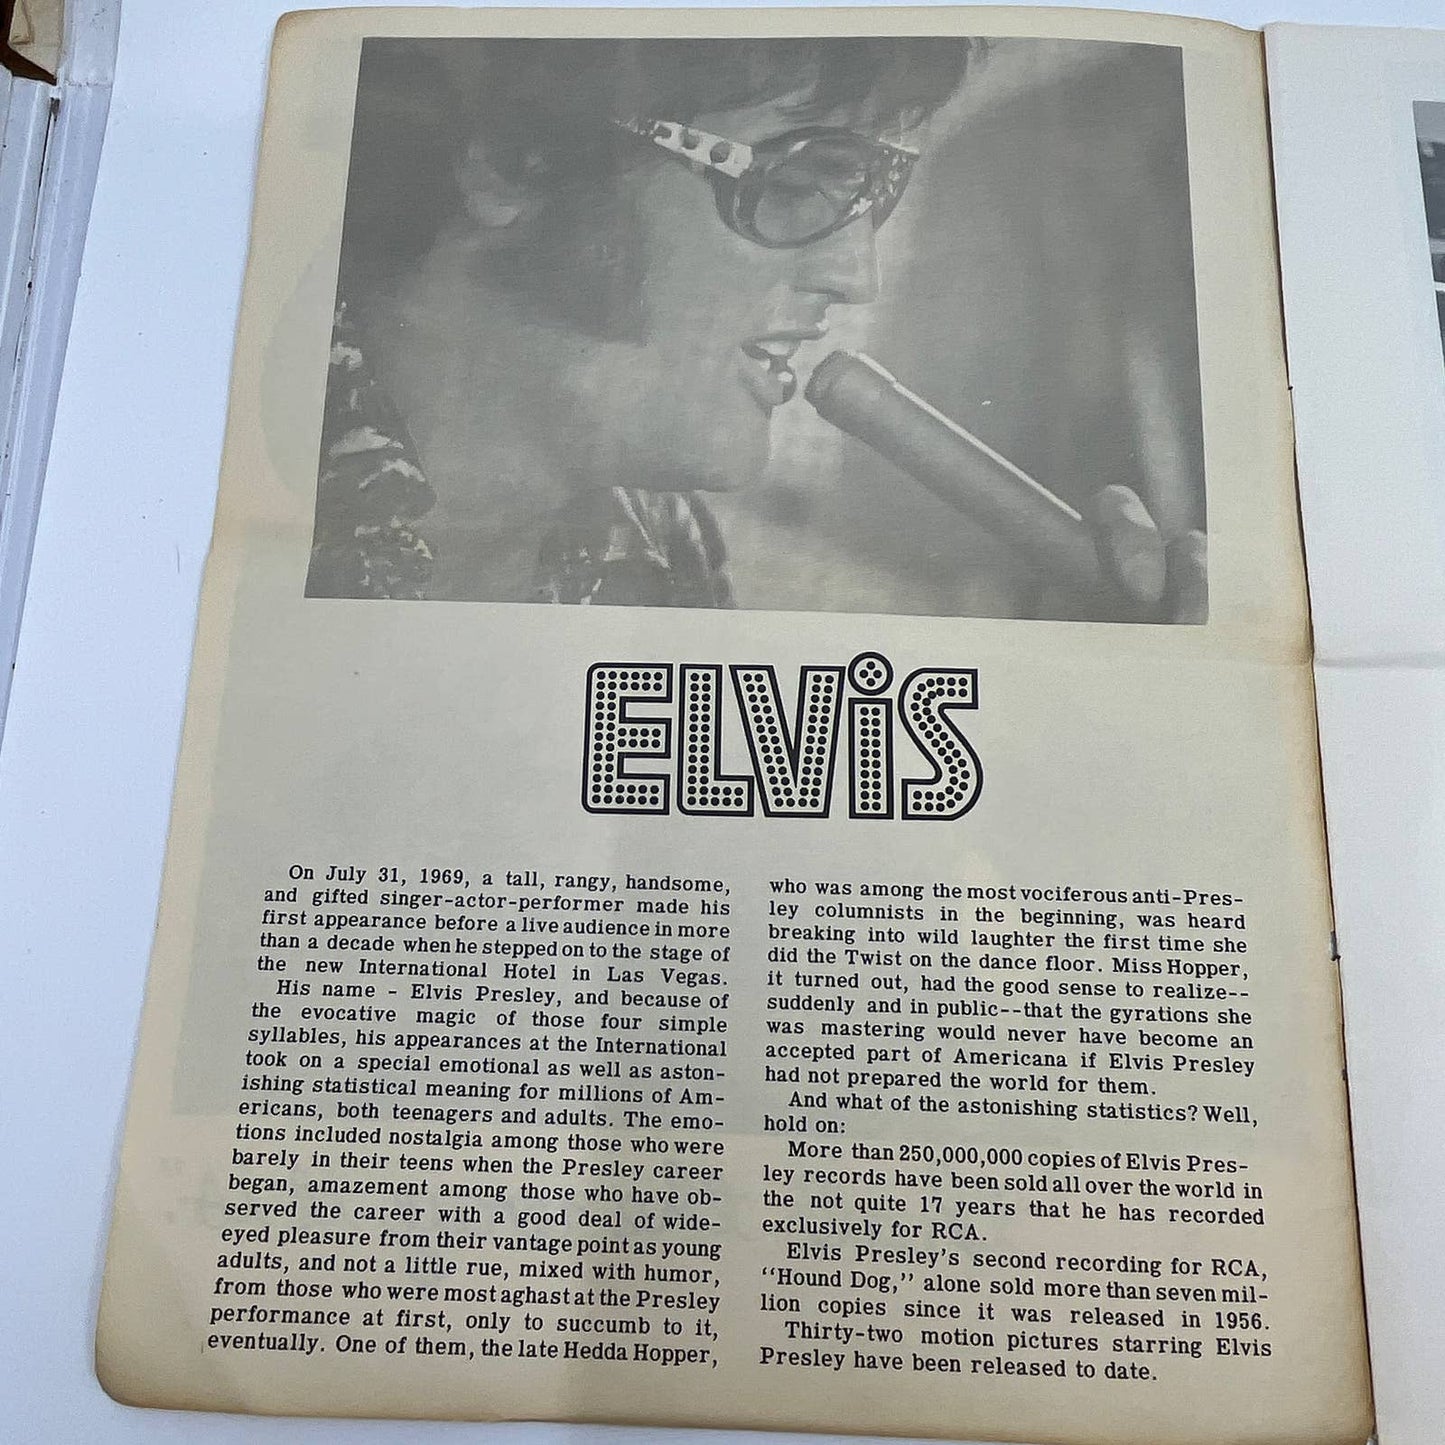 ELViS
On July 31, 1969, a tall, rangy, handsome,
and gifted singer-actor-performer made his
first appearance before a live audience in more
than a decade when he stepped on to the stage of
the new International Hotel in Las Vegas.
His name - Elvis Presley, and because of
the evocative magic of those four simple
syllables, his appearances at the International
took on a special emotional as well as aston-
ishing statistical meaning for millions of Am-
ericans, both teenagers and adults. The emo-
tions included nostalgia among those who were
barely in their teens when the Presley career
began, amazement among those who have ob-
served the career with a good deal of wide-
eyed pleasure from their vantage point as young
adults, and not a little rue, mixed with humor,
from those who were most aghast at the Presley
performance at first, only to succumb to it,
eventually. One of them, the late Hedda Hopper,
who was among the most vociferous anti-Pres-
ley columnists in the beginning, was heard
breaking into wild laughter the first time she
did the Twist on the dance floor. Miss Hopper,
it turned out, had the good sense to realize--
suddenly and in public--that the gyrations she
was mastering would never have become an
accepted part of Americana if Elvis Presley
had not prepared the world for them.
And what of the astonishing statistics? Well,
hold on:
More than 250,000,000 copies of Elvis Pres-
ley records have been sold all over the world in
the not quite 17 years that he has recorded
exclusively for RCA.
Elvis Presley's second recording for RCA,
"Hound Dog," alone sold more than seven mil-
lion copies since it was released in 1956.
Thirty-two motion pictures starring Elvis
Presley have been released to date.